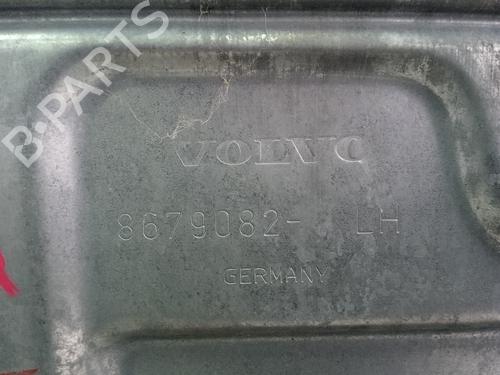 B-PARTS
VOLVO
8679082- LH
GERMANY